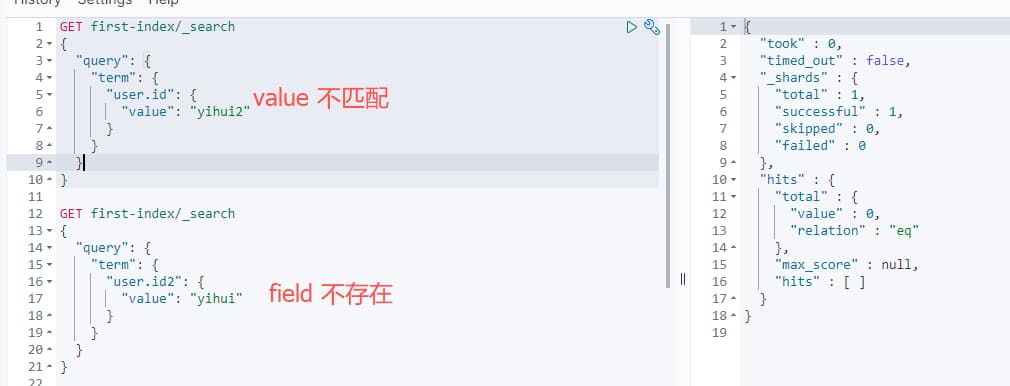 History Settings Help
1 GET first-index/_search
2 {
3 "query": {
4 "term": {
5 "user.id": { value 不匹配
6 "value": "yihui2"
7 }
8 }
9 }
10 }
11
12 GET first-index/_search
13 {
14 "query": {
15 "term": {
16 "user.id2": {
17 "value": "yihui" field 不存在
18 }
19 }
20 }
21 }
22
1 {
2 "took" : 0,
3 "timed_out" : false,
4 "_shards" : {
5 "total" : 1,
6 "successful" : 1,
7 "skipped" : 0,
8 "failed" : 0
9 },
10 "hits" : {
11 "total" : {
12 "value" : 0,
13 "relation" : "eq"
14 },
15 "max_score" : null,
16 "hits" : [ ]
17 }
18 }
19